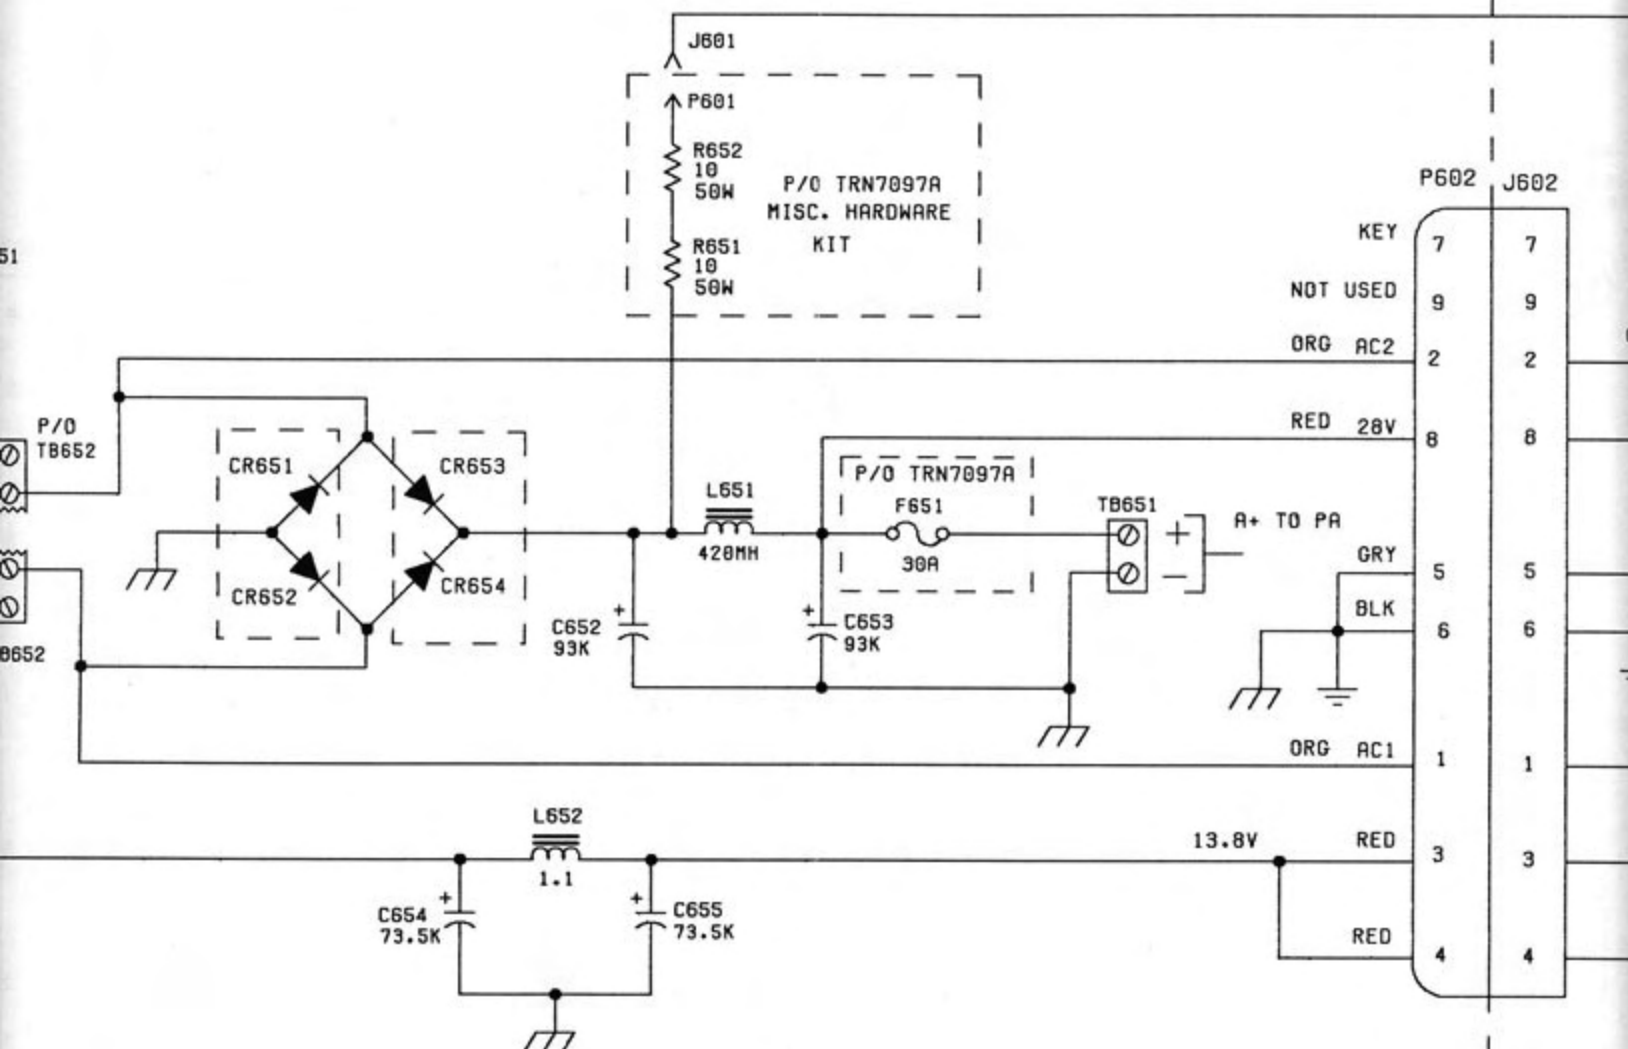 J601
P601
R652
10
50W
P/O TRN7097A
MISC. HARDWARE
KIT
R651
10
50W
P602 J602
KEY 7 7
51
NOT USED 9 9
ORG AC2 2 2
P/O
TB652
RED 28V 8 8
CR651 CR653
P/O TRN7097A
L651
420MH
F651
30A
TB651
+
−
A+ TO PA
GRY 5 5
BLK 6 6
CR652 CR654
+
C652
93K
+
C653
93K
B652
ORG AC1 1 1
L652
1.1
13.8V RED 3 3
+
C654
73.5K
+
C655
73.5K
RED 4 4